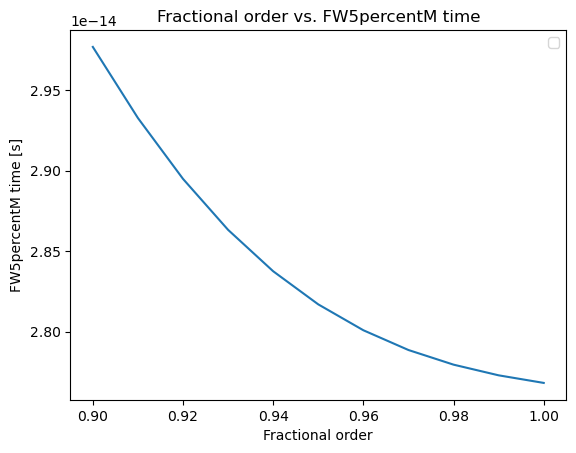 Fractional order vs. FW5percentM time
1e−14
2.95
2.90
2.85
2.80
FW5percentM time [s]
0.90 0.92 0.94 0.96 0.98 1.00
Fractional order